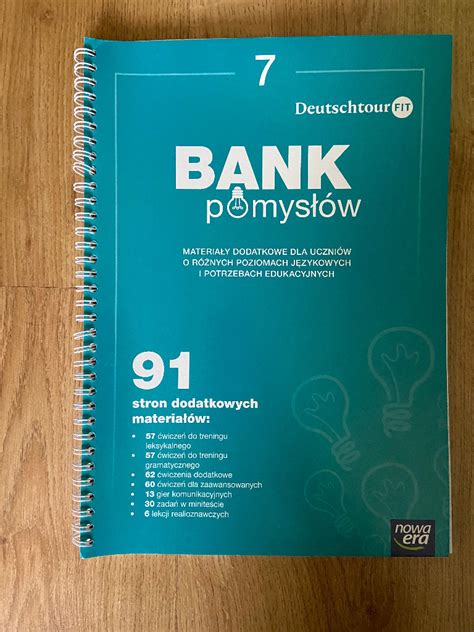 7
Deutschtour FIT
BANK
pomysłów
MATERIAŁY DODATKOWE DLA UCZNIÓW
O RÓŻNYCH POZIOMACH JĘZYKOWYCH
I POTRZEBACH EDUKACYJNYCH
91
stron dodatkowych
materiałów:
• 57 ćwiczeń do treningu
leksykalnego
• 57 ćwiczeń do treningu
gramatycznego
• 62 ćwiczenia dodatkowe
• 60 ćwiczeń dla zaawansowanych
• 13 gier komunikacyjnych
• 30 zadań w miniteście
• 6 lekcji realioznawczych
nowa
era